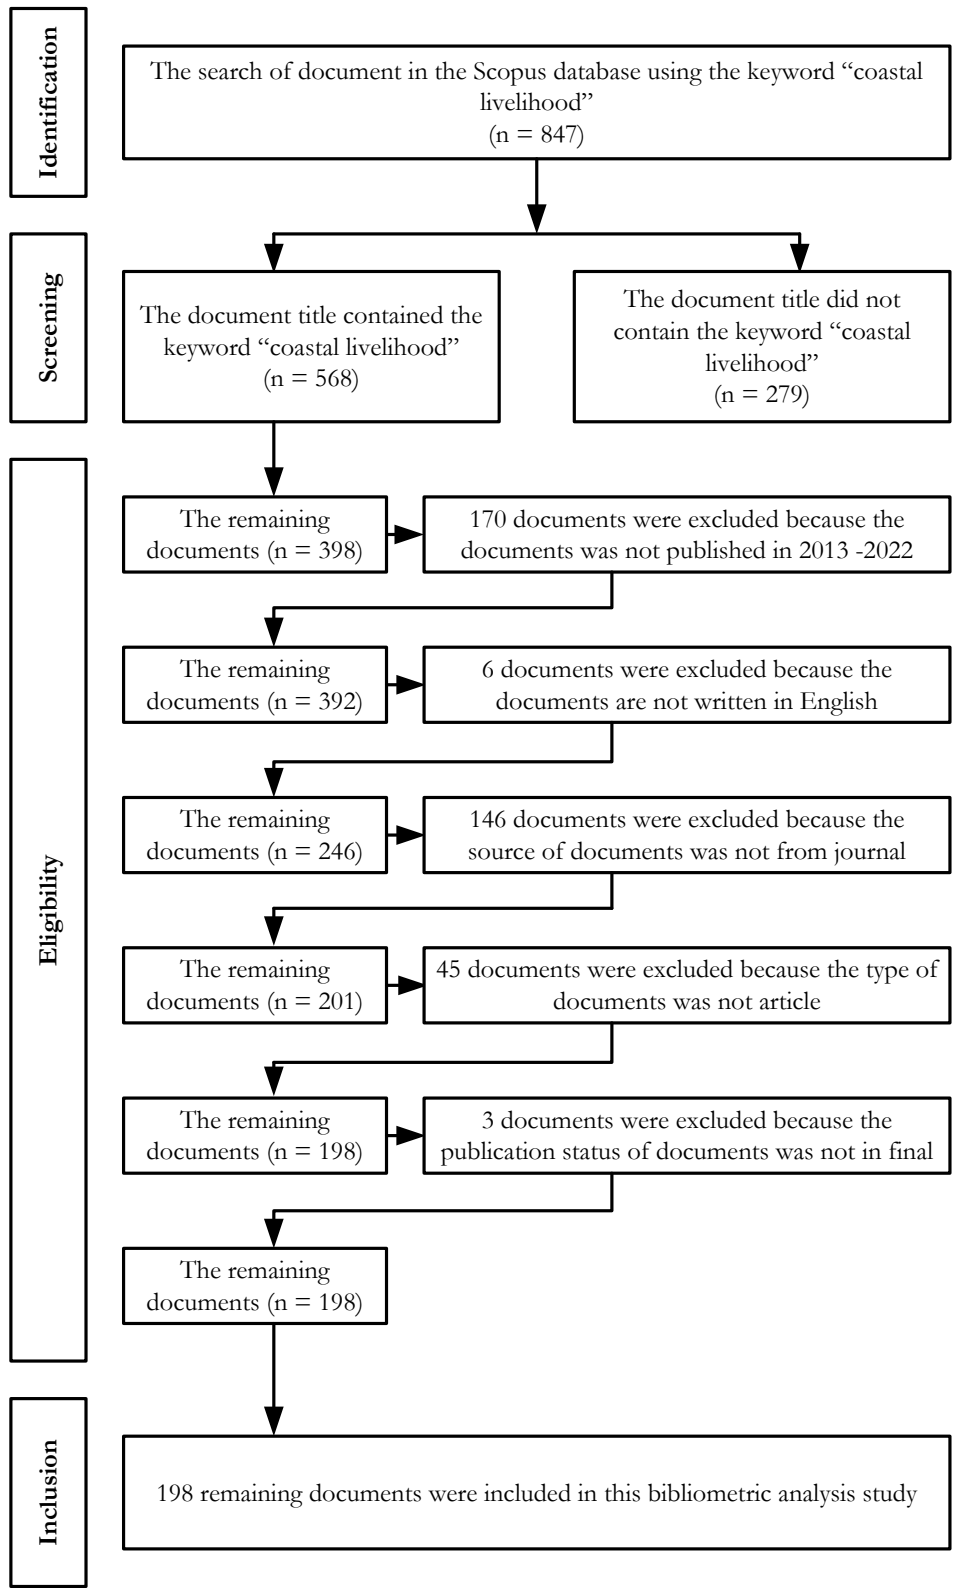 Identification
The search of document in the Scopus database using the keyword “coastal
livelihood”
(n = 847)
Screening
The document title contained the
keyword “coastal livelihood”
(n = 568)
The document title did not
contain the keyword “coastal
livelihood”
(n = 279)
Eligibility
The remaining
documents (n = 398)
170 documents were excluded because the
documents was not published in 2013 -2022
The remaining
documents (n = 392)
6 documents were excluded because the
documents are not written in English
The remaining
documents (n = 246)
146 documents were excluded because the
source of documents was not from journal
The remaining
documents (n = 201)
45 documents were excluded because the type of
documents was not article
The remaining
documents (n = 198)
3 documents were excluded because the
publication status of documents was not in final
The remaining
documents (n = 198)
Inclusion
198 remaining documents were included in this bibliometric analysis study